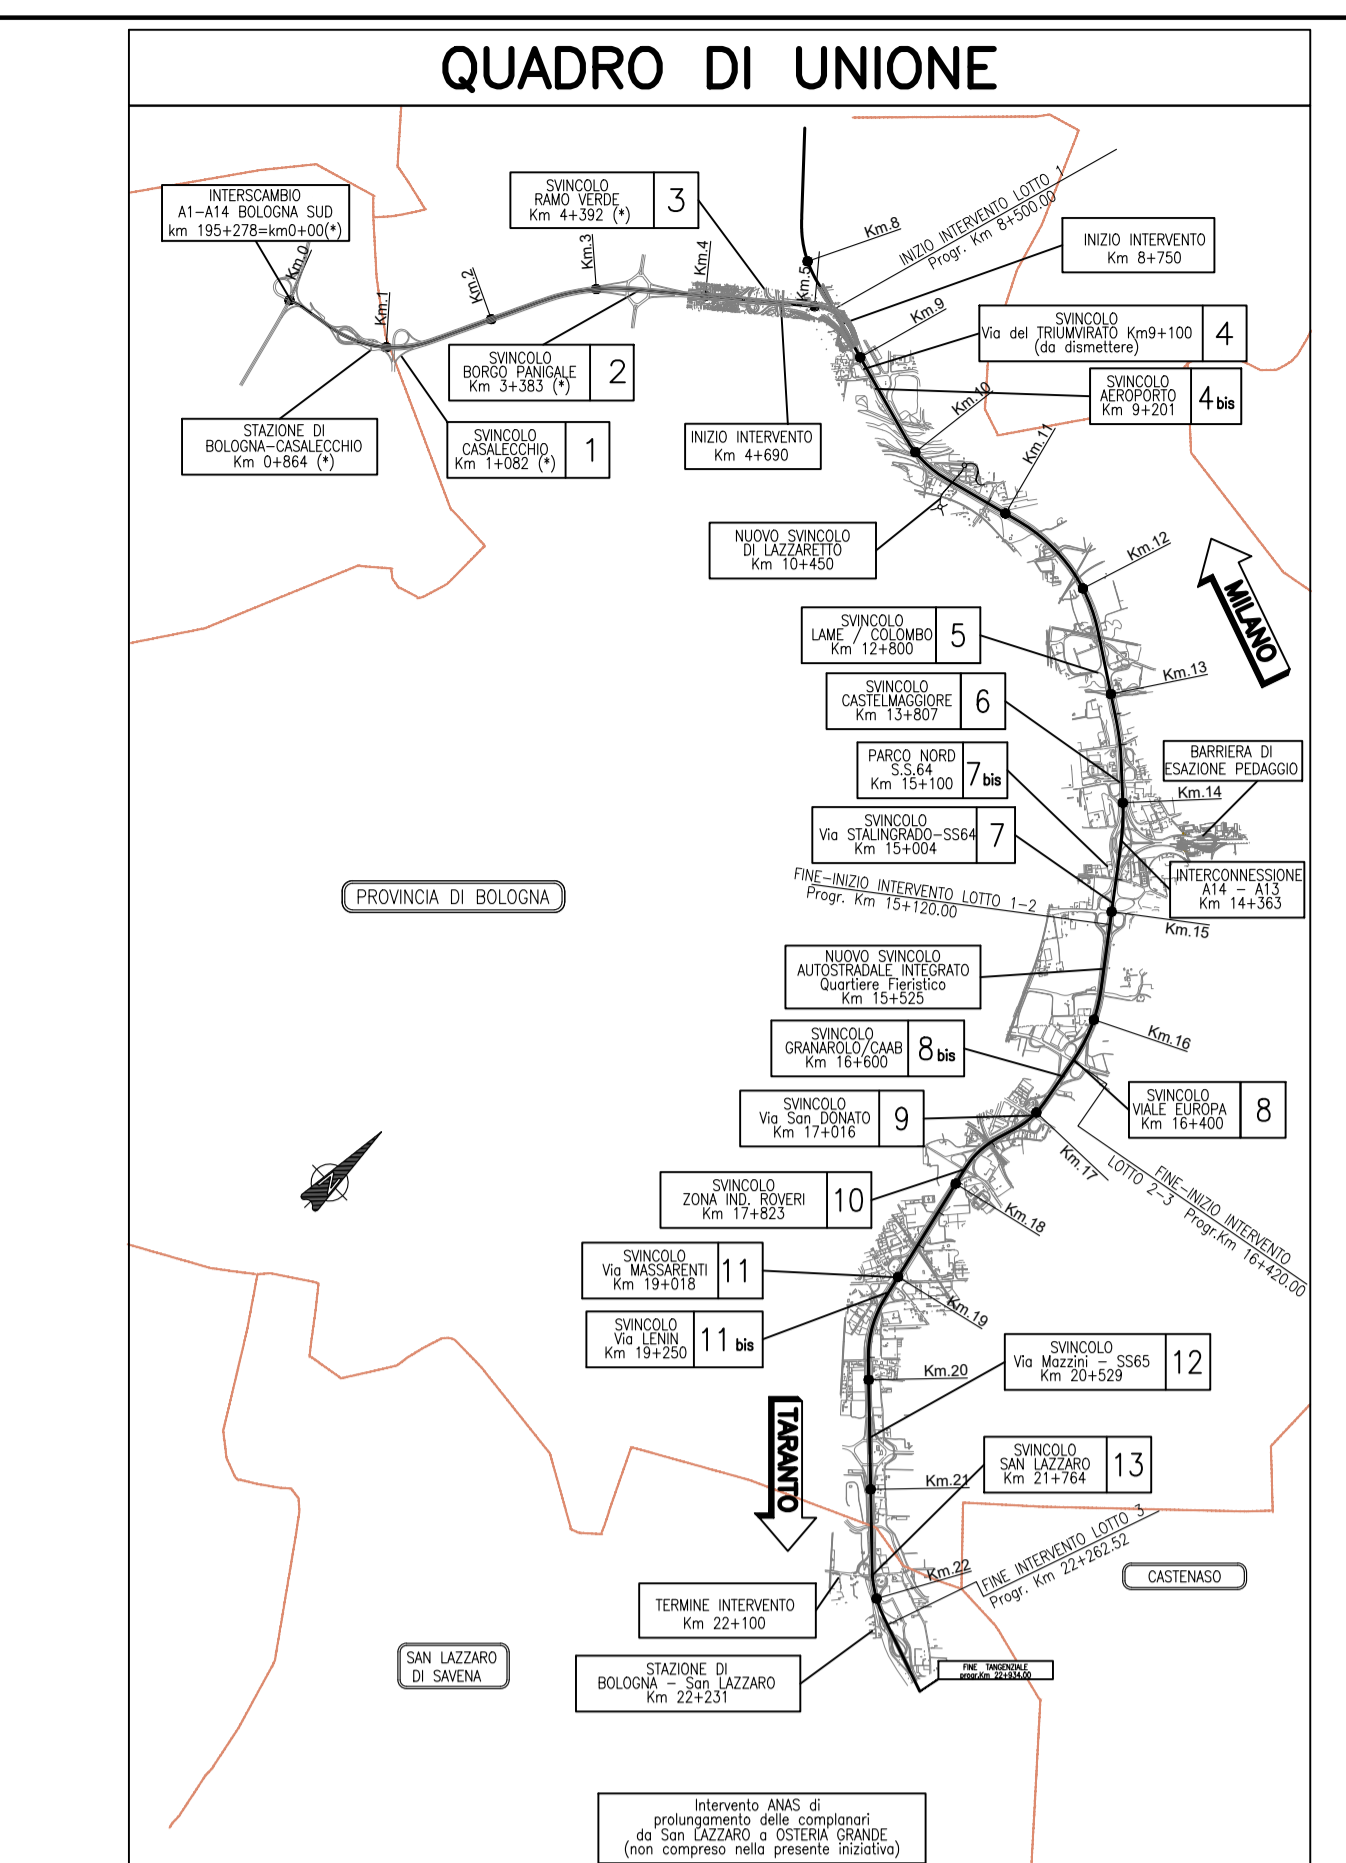 QUADRO DI UNIONE
INTERSCAMBIO
A1-A14 BOLOGNA SUD
km 195+278=km0+00(*)
SVINCOLO
RAMO VERDE
Km 4+392 (*)
3
Km.0
Km.1
Km.2
Km.3
Km.4
Km.5
Km.8
INIZIO INTERVENTO LOTTO 1
Progr. Km 8+500.00
INIZIO INTERVENTO
Km 8+750
Km.9
SVINCOLO
Via del TRIUMVIRATO Km9+100
(da dismettere)
4
SVINCOLO
BORGO PANIGALE
Km 3+383 (*)
2
SVINCOLO
AEROPORTO
Km 9+201
4 bis
Km.10
STAZIONE DI
BOLOGNA-CASALECCHIO
Km 0+864 (*)
SVINCOLO
CASALECCHIO
Km 1+082 (*)
1
INIZIO INTERVENTO
Km 4+690
Km.11
NUOVO SVINCOLO
DI LAZZARETTO
Km 10+450
Km.12
MILANO
SVINCOLO
LAME / COLOMBO
Km 12+800
5
Km.13
SVINCOLO
CASTELMAGGIORE
Km 13+807
6
PARCO NORD
S.S.64
Km 15+100
7 bis
BARRIERA DI
ESAZIONE PEDAGGIO
Km.14
SVINCOLO
Via STALINGRADO-SS64
Km 15+004
7
INTERCONNESSIONE
A14 - A13
Km 14+363
FINE-INIZIO INTERVENTO LOTTO 1-2
Progr. Km 15+120.00
PROVINCIA DI BOLOGNA
Km.15
NUOVO SVINCOLO
AUTOSTRADALE INTEGRATO
Quartiere Fieristico
Km 15+525
Km.16
SVINCOLO
GRANAROLO/CAAB
Km 16+600
8 bis
SVINCOLO
VIALE EUROPA
Km 16+400
8
SVINCOLO
Via San DONATO
Km 17+016
9
Km.17
FINE-INIZIO INTERVENTO
LOTTO 2-3 Progr.Km 16+420.00
SVINCOLO
ZONA IND. ROVERI
Km 17+823
10
Km.18
SVINCOLO
Via MASSARENTI
Km 19+018
11
Km.19
SVINCOLO
Via LENIN
Km 19+250
11 bis
SVINCOLO
Via Mazzini - SS65
Km 20+529
12
Km.20
TARANTO
SVINCOLO
SAN LAZZARO
Km 21+764
13
Km.21
FINE INTERVENTO LOTTO 3
Progr. Km 22+262.52
Km.22
CASTENASO
TERMINE INTERVENTO
Km 22+100
SAN LAZZARO
DI SAVENA
STAZIONE DI
BOLOGNA - San LAZZARO
Km 22+231
FINE TANGENZIALE
progr.Km 22+934.00
Intervento ANAS di
prolungamento delle complanari
da San LAZZARO a OSTERIA GRANDE
(non compreso nella presente iniziativa)